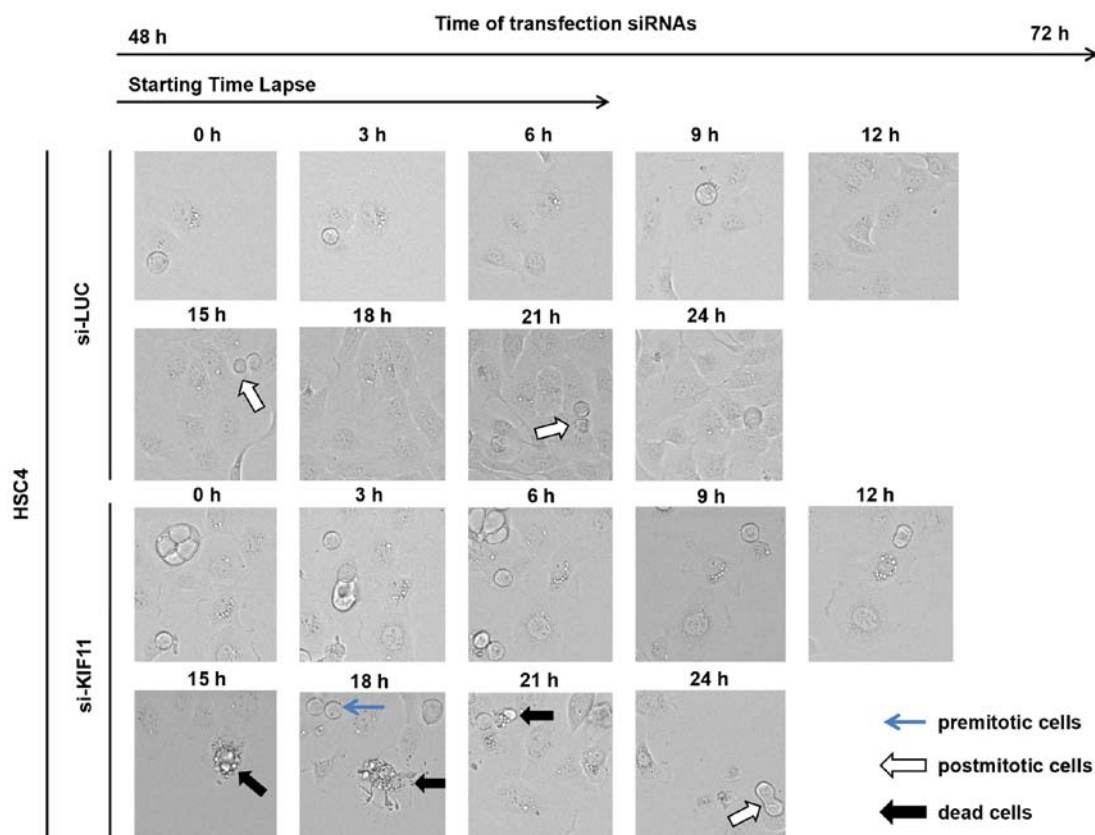 Time of transfection siRNAs
48 h
72 h
Starting Time Lapse
0 h 3 h 6 h 9 h 12 h
15 h 18 h 21 h 24 h
si-LUC
HSC4
0 h 3 h 6 h 9 h 12 h
15 h 18 h 21 h 24 h
si-KIF11
premitotic cells
postmitotic cells
dead cells